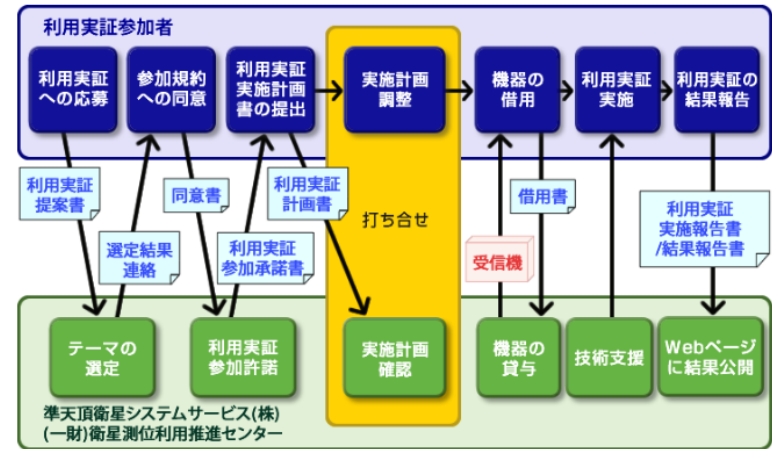 利用実証参加者
利用実証
への応募
参加規約
への同意
利用実証
実施計画
書の提出
実施計画
調整
機器の
借用
利用実証
実施
利用実証の
結果報告
利用実証
提案書
選定結果
連絡
同意書
利用実証
参加承諾書
利用実証
計画書
打ち合せ
受信機
借用書
利用実証
実施報告書
/結果報告書
テーマの
選定
利用実証
参加許諾
実施計画
確認
機器の
貸与
技術支援
Webページ
に結果公開
準天頂衛星システムサービス(株)
(一財)衛星測位利用推進センター